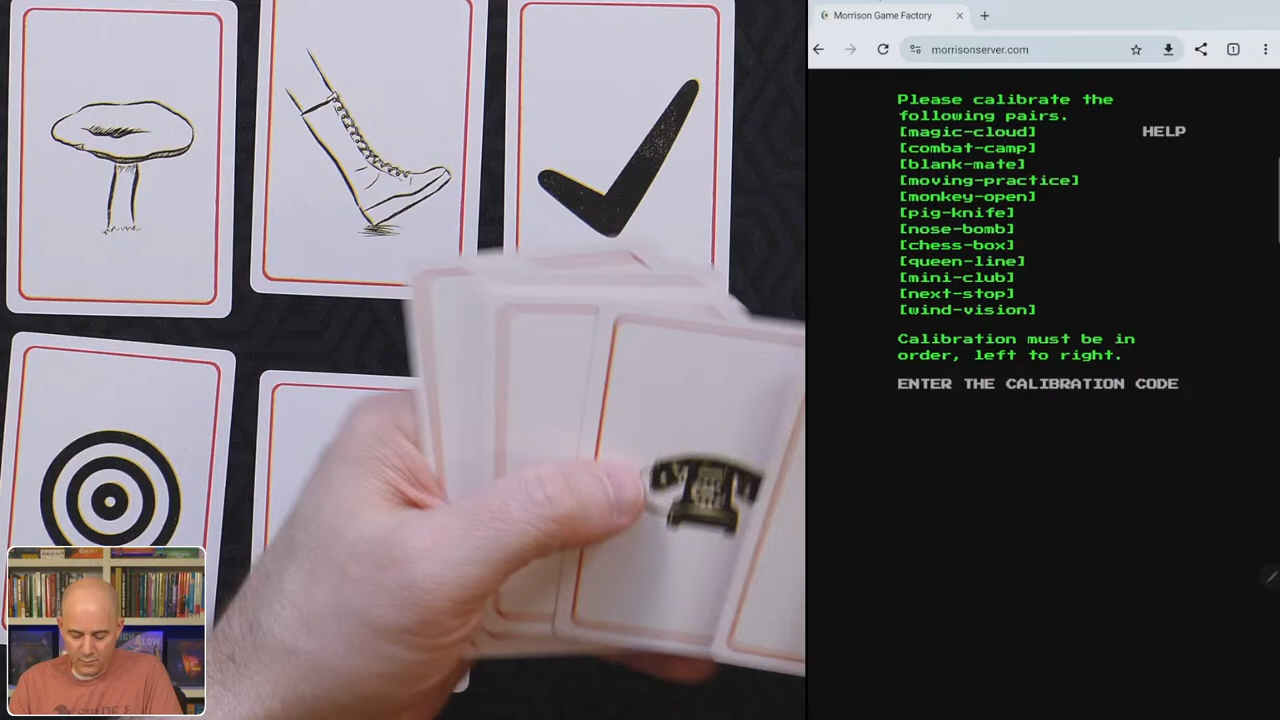 Morrison Game Factory
morrisonserver.com
1
Please calibrate the
following pairs.
[magic-cloud]
HELP
[combat-camp]
[blank-mate]
[moving-practice]
[monkey-open]
[pig-knife]
[nose-bomb]
[chess-box]
[queen-line]
[mini-club]
[next-stop]
[wind-vision]
Calibration must be in
order, left to right.
ENTER THE CALIBRATION CODE